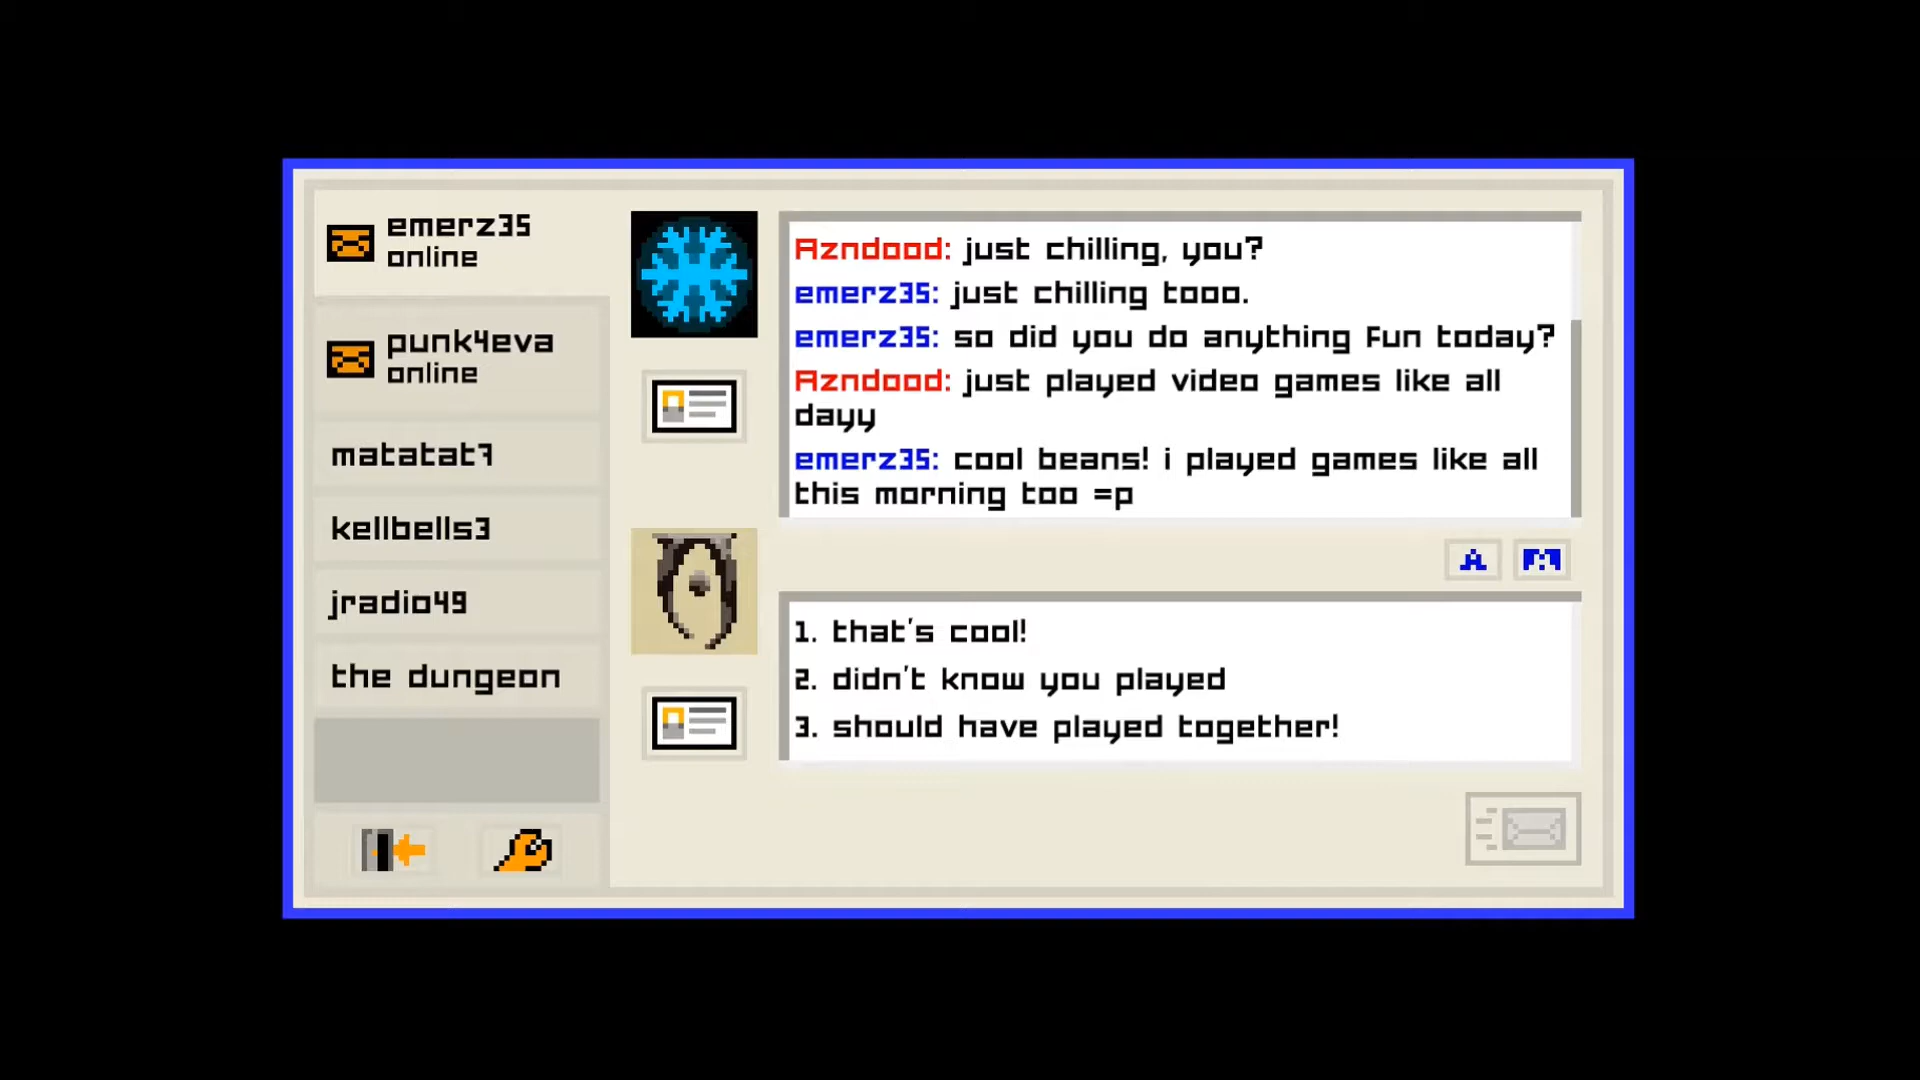 emerz35
online
punk4eva
online
matatat7
kellbells3
jradio49
the dungeon
Azndood: just chilling, you?
emerz35: just chilling tooo.
emerz35: so did you do anything Fun today?
Azndood: just played video games like all
dayy
emerz35: cool beans! i played games like all
this morning too =p
A
1. that's cool!
2. didn't know you played
3. should have played together!